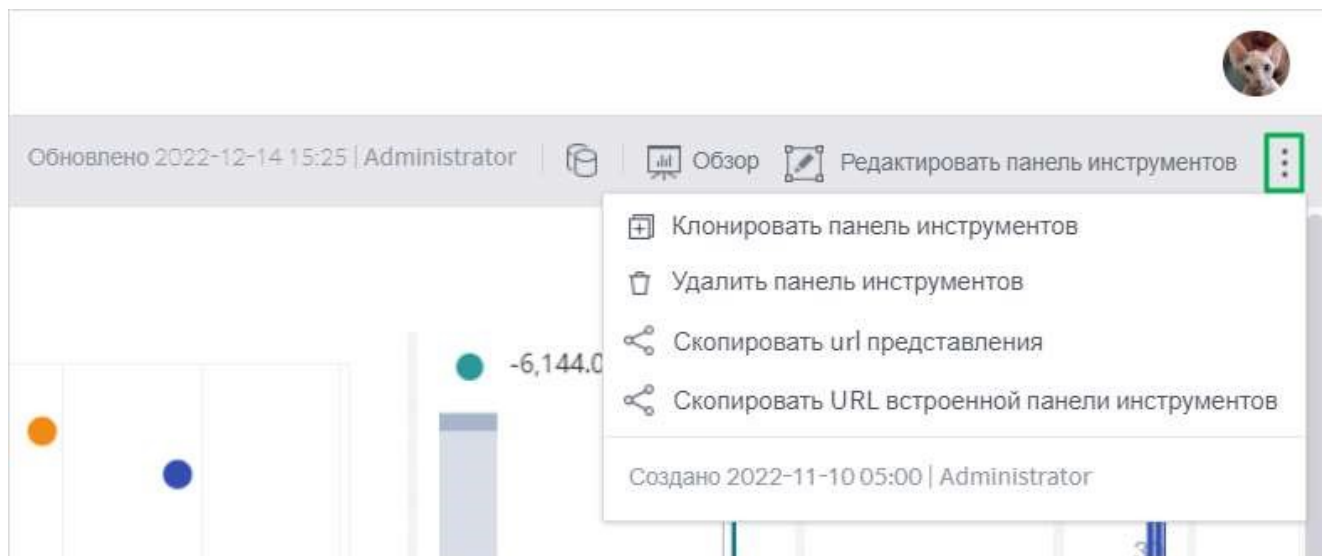 Обновлено 2022-12-14 15:25 | Administrator Обзор Редактировать панель инструментов
Клонировать панель инструментов
Удалить панель инструментов
Скопировать url представления
-6,144.0
Скопировать URL встроенной панели инструментов
Создано 2022-11-10 05:00 | Administrator